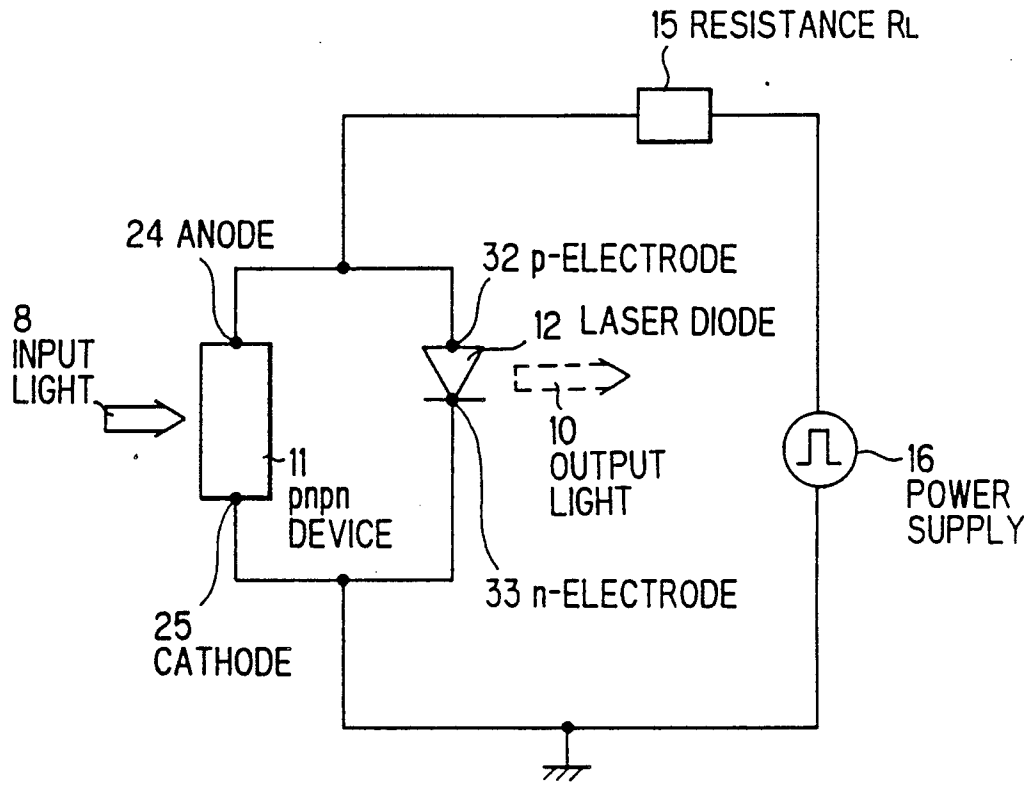 15 RESISTANCE RL
24 ANODE
32 p-ELECTRODE
8
INPUT
LIGHT
12 LASER DIODE
10
OUTPUT
LIGHT
11
pnpn
DEVICE
16
POWER
SUPPLY
33 n-ELECTRODE
25
CATHODE